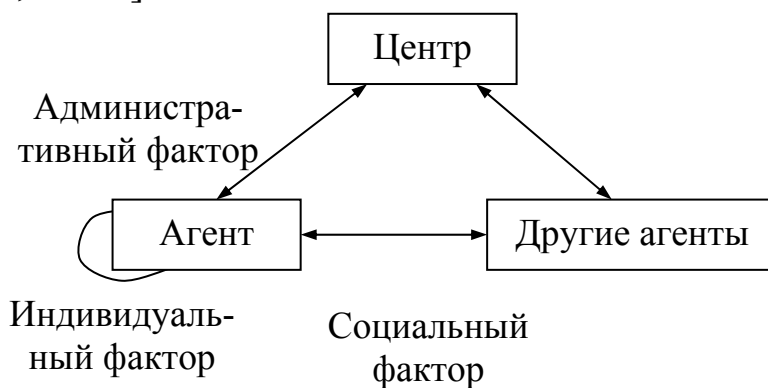 Центр
Администра-
тивный фактор
Агент
Другие агенты
Индивидуаль-
ный фактор
Социальный
фактор